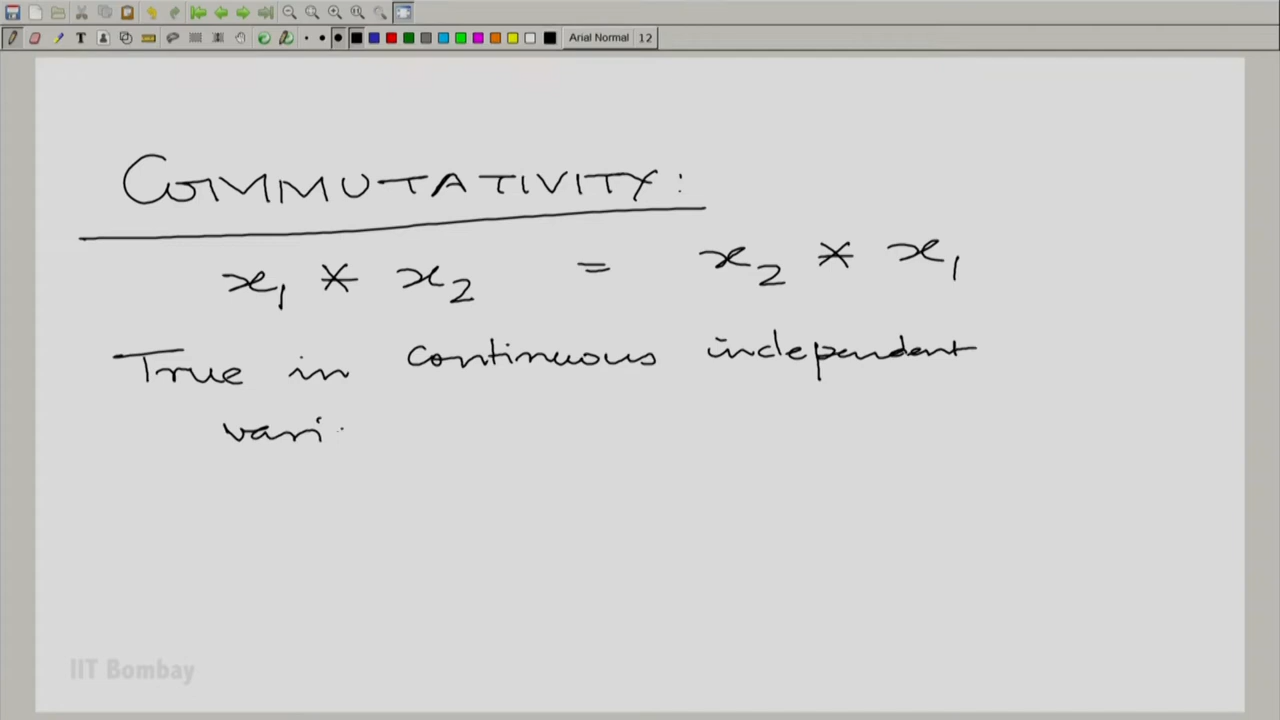 Arial Normal 12
COMMUTATIVITY:
x₁ * x₂ = x₂ * x₁
True in continuous independent
vari
IIT Bombay